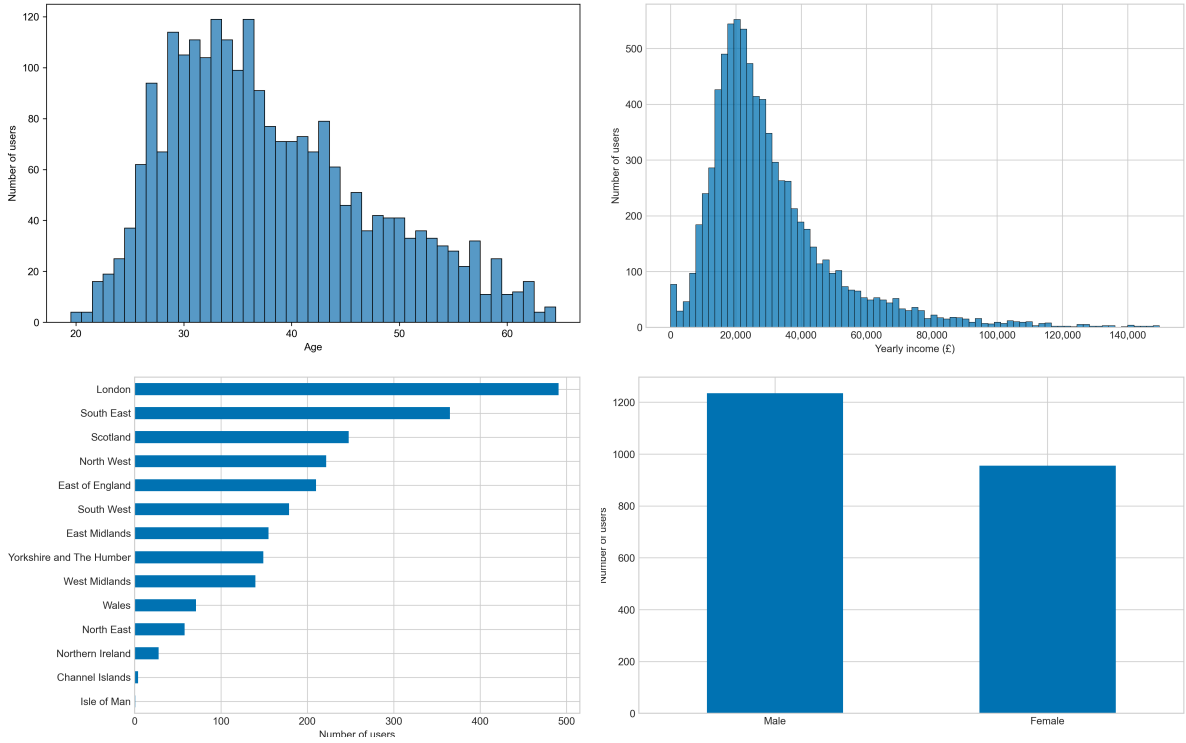 120
100
80
60
40
20
0
Number of users
20 30 40 50 60
Age
500
400
300
200
100
0
Number of users
0 20,000 40,000 60,000 80,000 100,000 120,000 140,000
Yearly income (£)
London
South East
Scotland
North West
East of England
South West
East Midlands
Yorkshire and The Humber
West Midlands
Wales
North East
Northern Ireland
Channel Islands
Isle of Man
0 100 200 300 400 500
Number of users
1200
1000
800
600
400
200
0
Number of users
Male Female